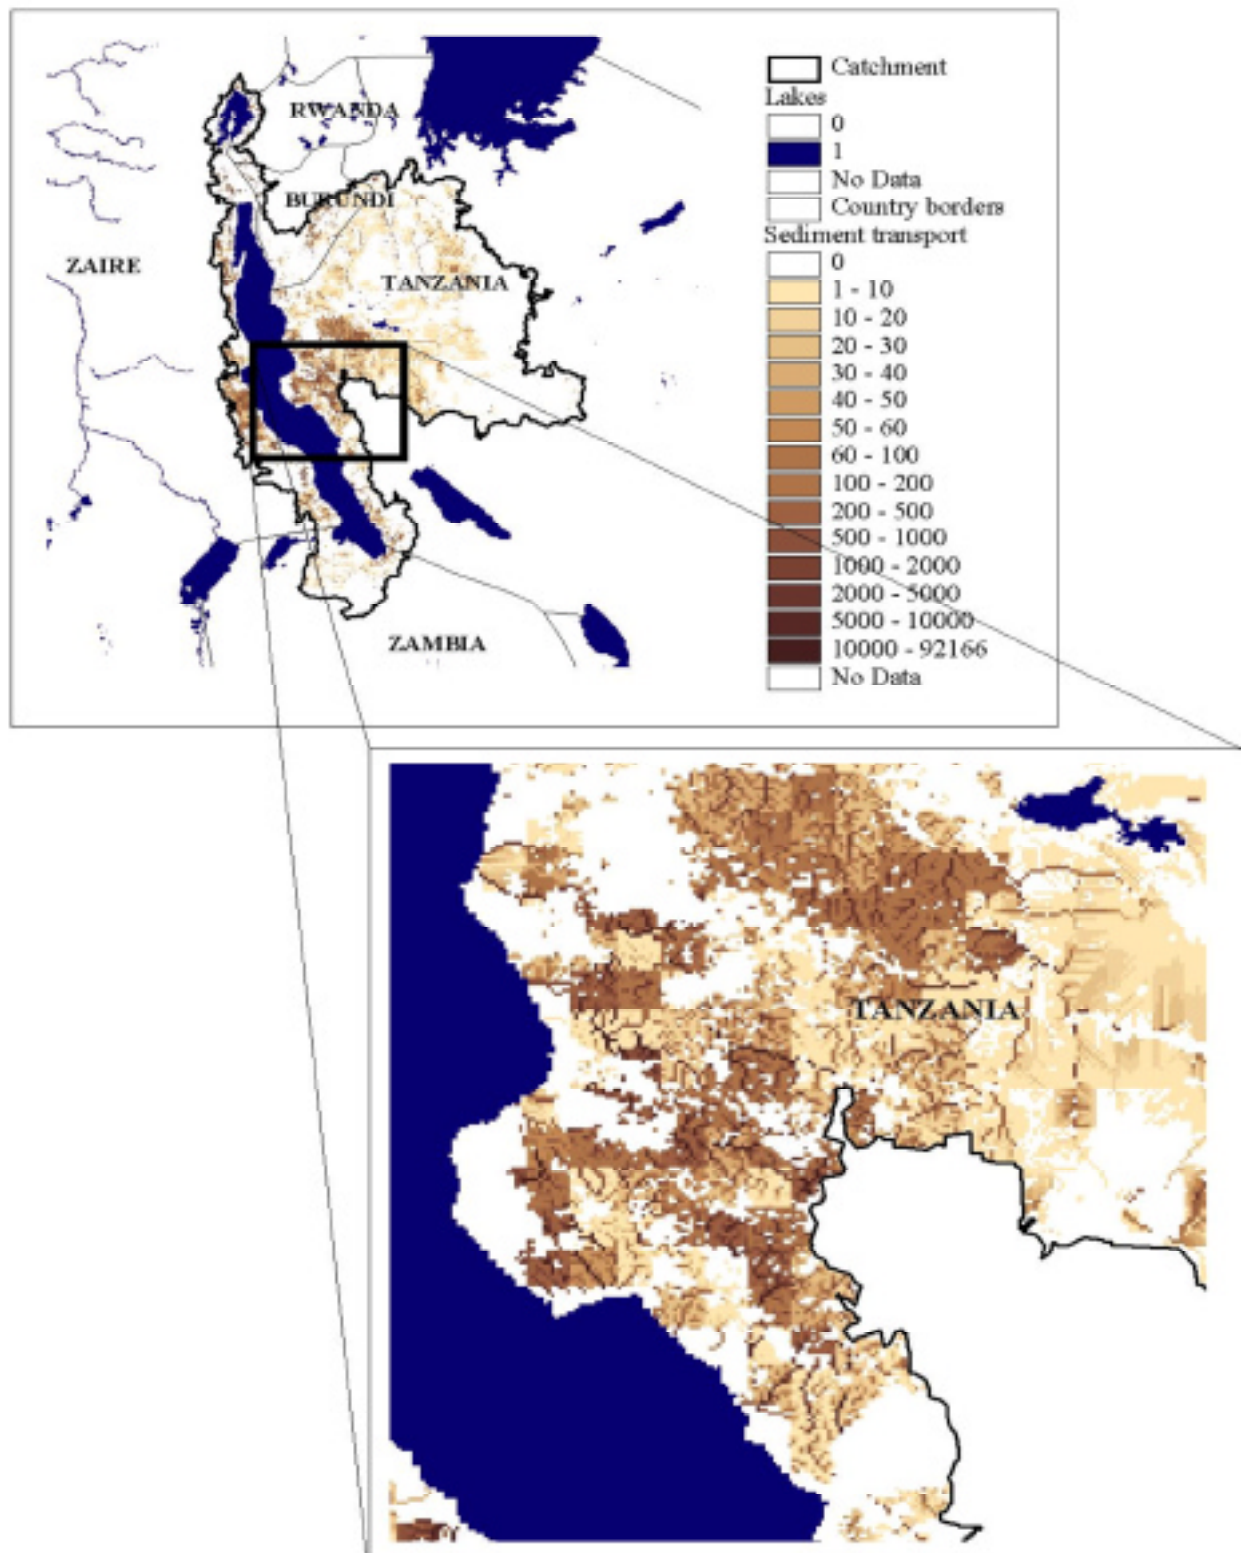 Catchment
Lakes
0
1
No Data
Country borders
Sediment transport
0
1 - 10
10 - 20
20 - 30
30 - 40
40 - 50
50 - 60
60 - 100
100 - 200
200 - 500
500 - 1000
1000 - 2000
2000 - 5000
5000 - 10000
10000 - 92166
No Data
RWANDA
BURUNDI
ZAIRE
TANZANIA
ZAMBIA
TANZANIA